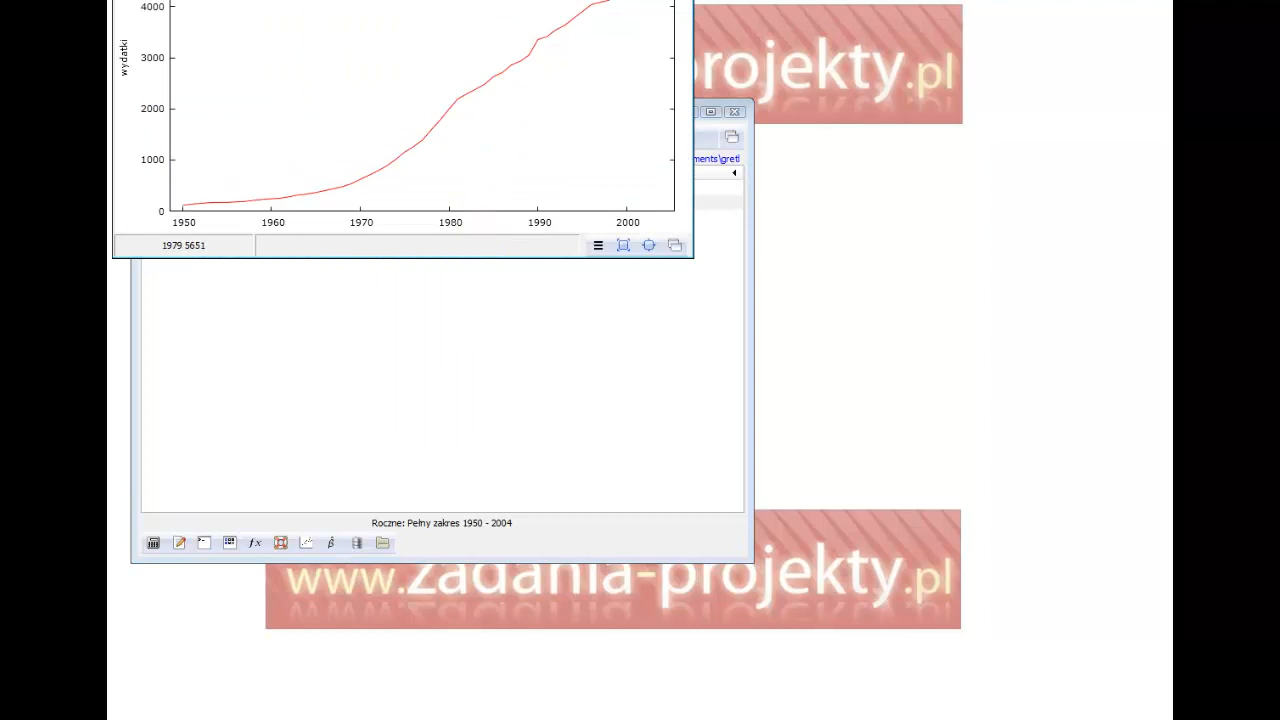 4000
3000
2000
1000
0
wydatki
1950 1960 1970 1980 1990 2000
1979 5651
projekty.pl
ments\gretl
Roczne: Pełny zakres 1950 - 2004
fx
β̂
www.zadania-projekty.pl